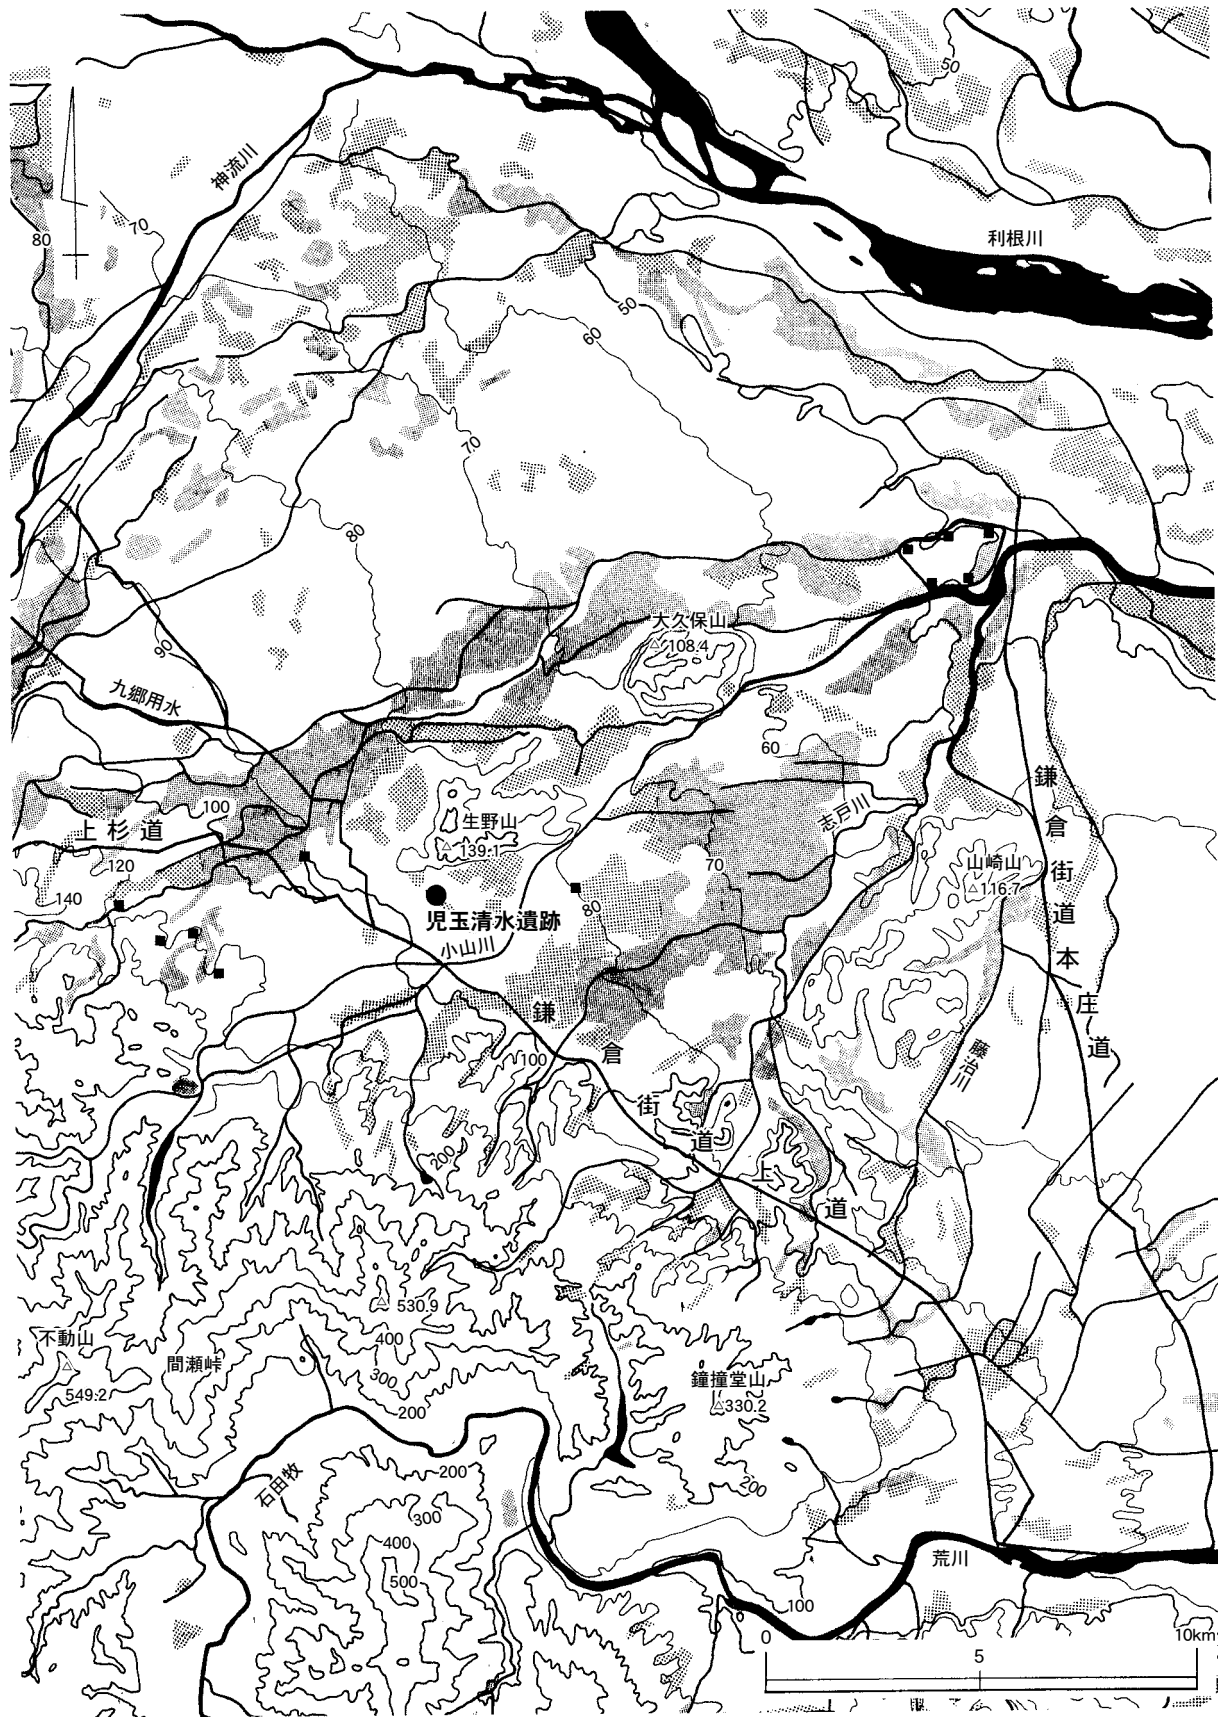 50
神流川
70
80
利根川
50
60
70
80
大久保山
108.4
90
九郷用水
60
鎌倉街道本庄道
上杉道
100
生野山
139.1
志戸川
120
70
山崎山
116.7
140
80
児玉清水遺跡
小山川
鎌倉街道上道
100
藤治川
200
530.9
不動山
549.2
間瀬峠
400
300
200
鐘撞堂山
330.2
石田牧
200
200
300
400
500
荒川
100
0
5
10km